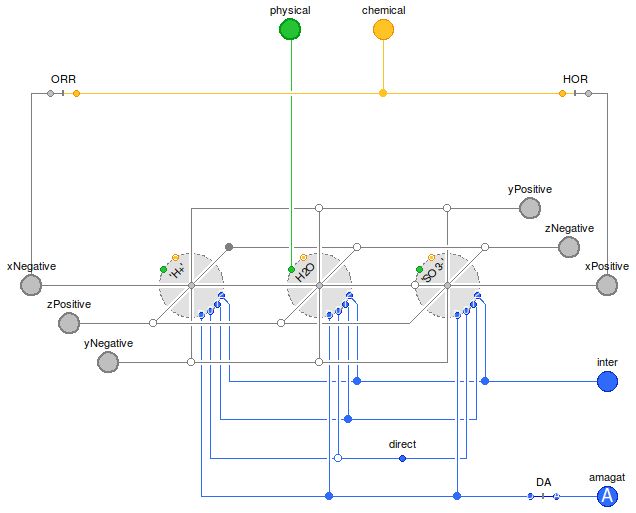 physical
chemical
ORR
HOR
yPositive
zNegative
xNegative
'H+'
H2O
'SO3-'
xPositive
zPositive
yNegative
inter
direct
DA
amagat
A